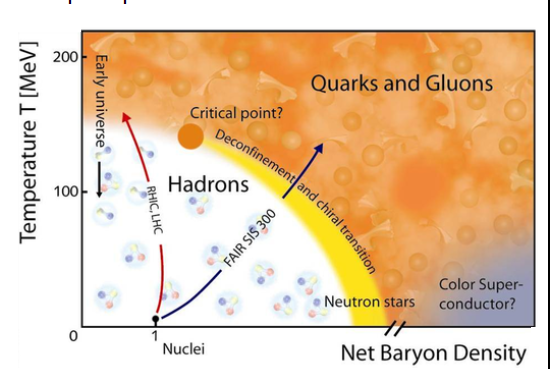 Temperature T [MeV]
200
100
0
Early universe
Quarks and Gluons
Critical point?
Deconfinement and chiral transition
Hadrons
RHIC, LHC
FAIR SIS 300
Color Super-
conductor?
Neutron stars
1
Nuclei
Net Baryon Density